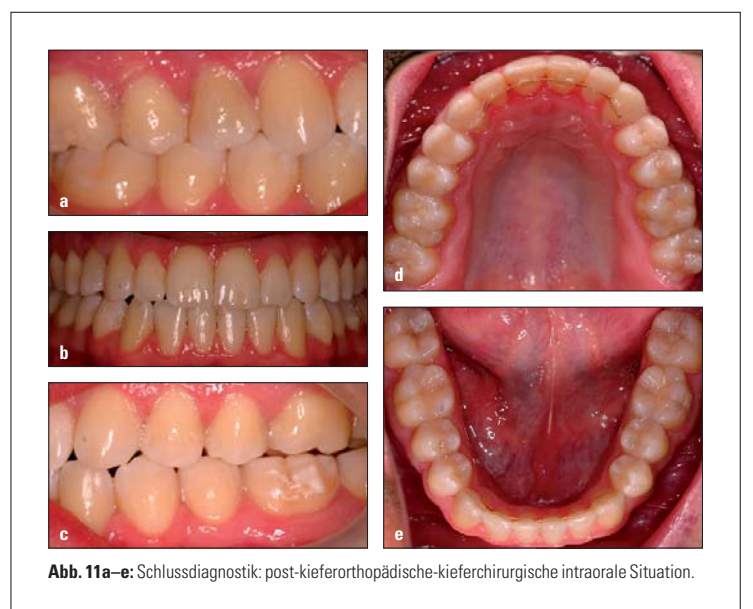 a
b
c
d
e
Abb. 11a–e: Schlussdiagnostik: post-kieferorthopädische-kieferchirurgische intraorale Situation.